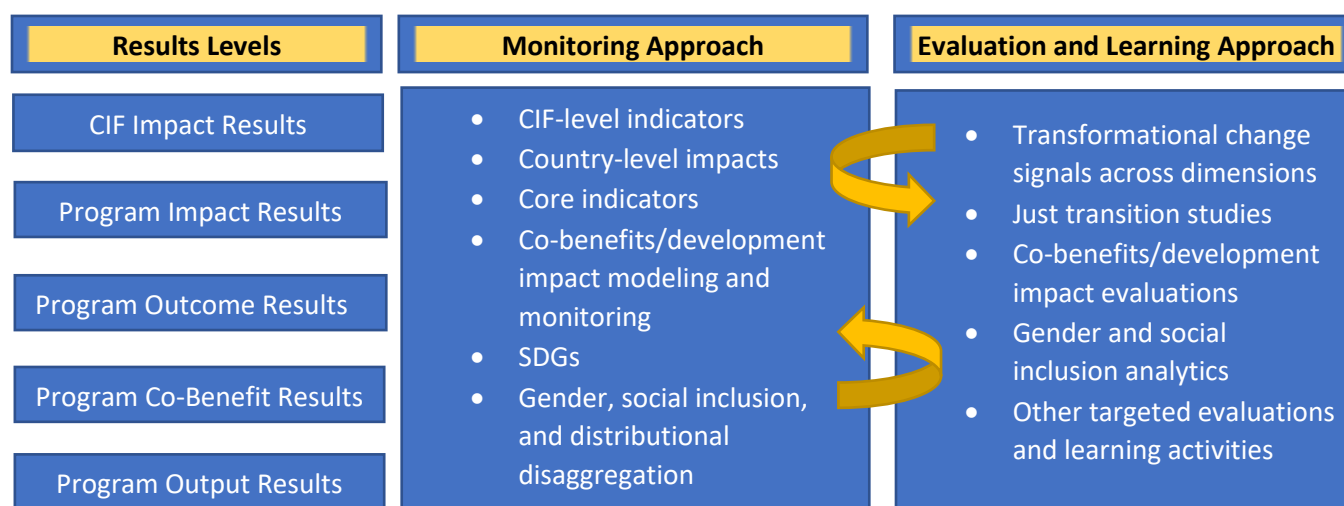 Results Levels
CIF Impact Results
Program Impact Results
Program Outcome Results
Program Co-Benefit Results
Program Output Results
Monitoring Approach
• CIF-level indicators
• Country-level impacts
• Core indicators
• Co-benefits/development
impact modeling and
monitoring
• SDGs
• Gender, social inclusion,
and distributional
disaggregation
Evaluation and Learning Approach
• Transformational change
signals across dimensions
• Just transition studies
• Co-benefits/development
impact evaluations
• Gender and social
inclusion analytics
• Other targeted evaluations
and learning activities